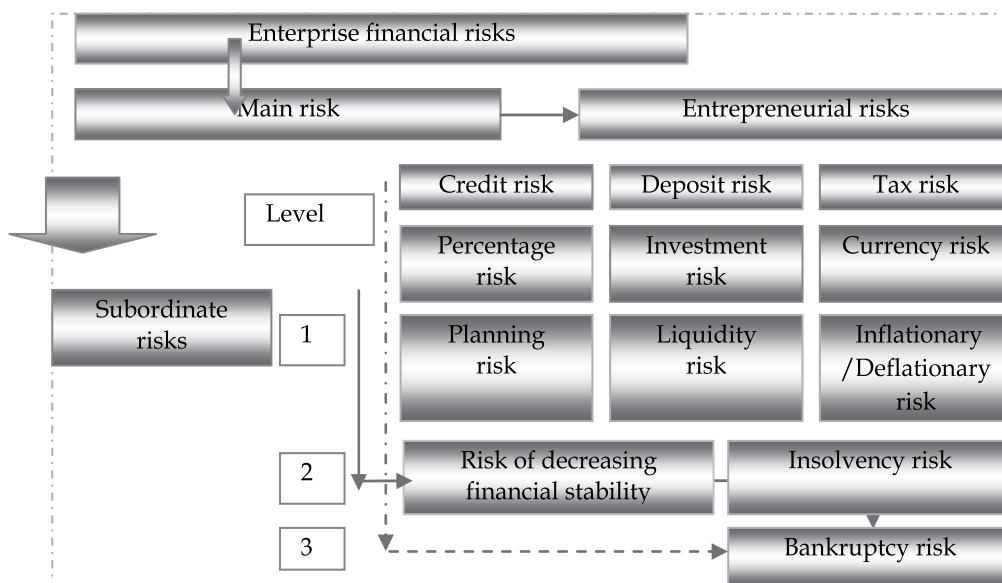 Enterprise financial risks
Main risk
Entrepreneurial risks
Level
Credit risk
Deposit risk
Tax risk
Percentage
risk
Investment
risk
Currency risk
Subordinate
risks
1
Planning
risk
Liquidity
risk
Inflationary
/Deflationary
risk
2
Risk of decreasing
financial stability
Insolvency risk
3
Bankruptcy risk